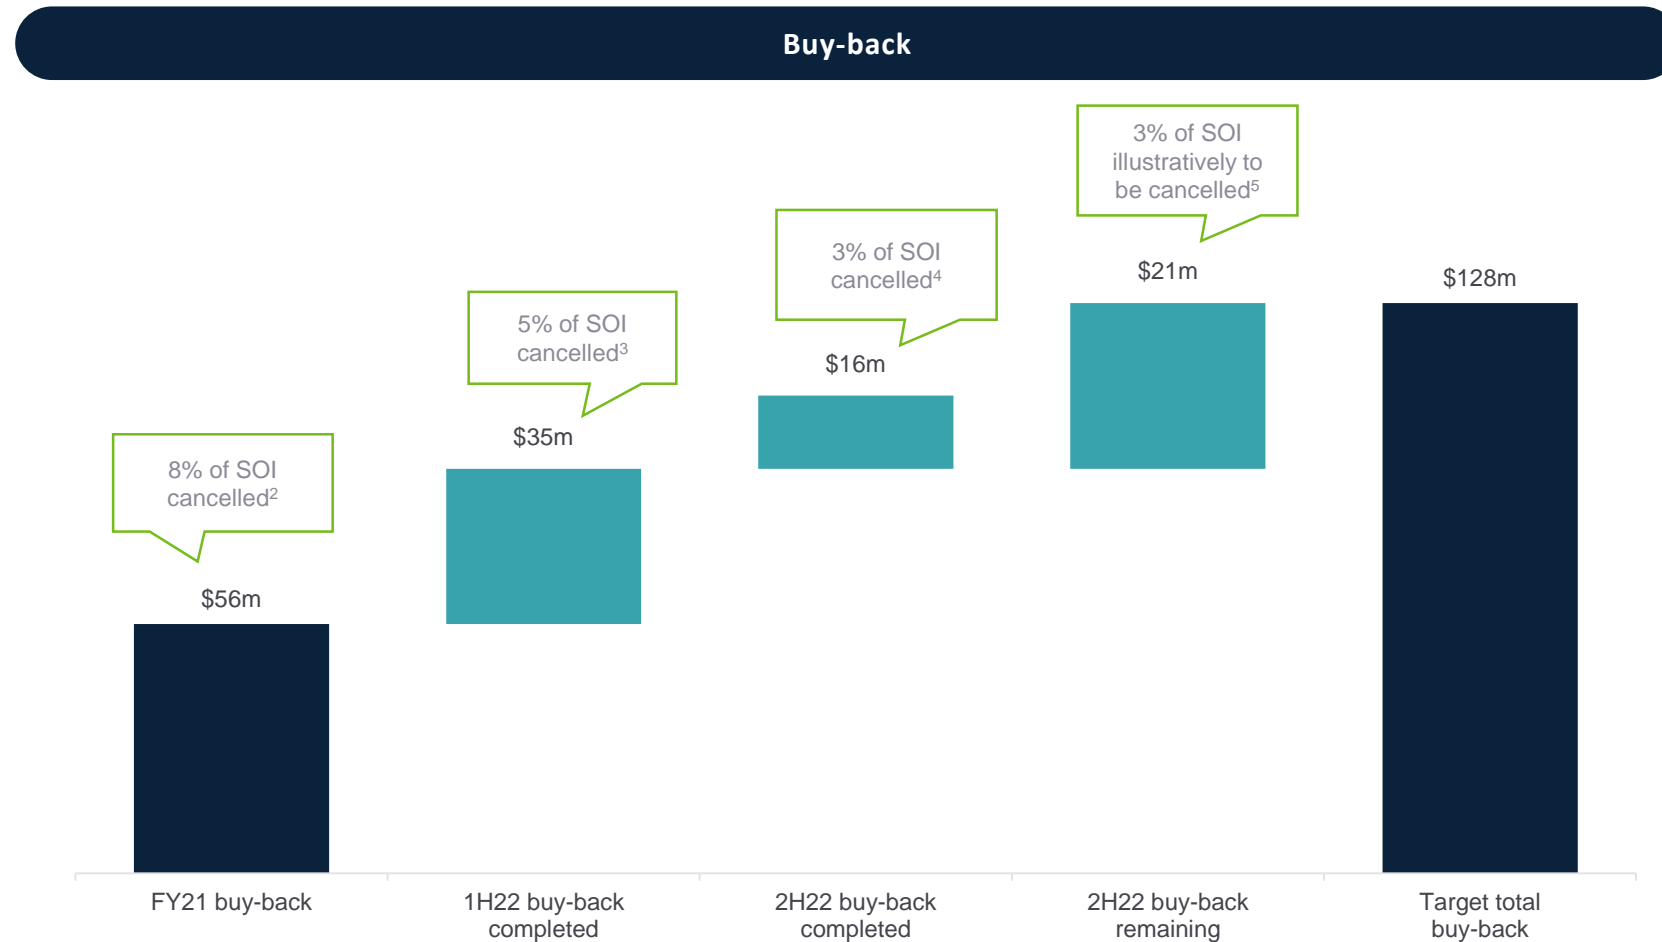 Buy-back
8% of SOI
cancelled2
$56m
5% of SOI
cancelled3
$35m
3% of SOI
cancelled4
$16m
3% of SOI
illustratively to
be cancelled5
$21m
$128m
FY21 buy-back
1H22 buy-back
completed
2H22 buy-back
completed
2H22 buy-back
remaining
Target total
buy-back